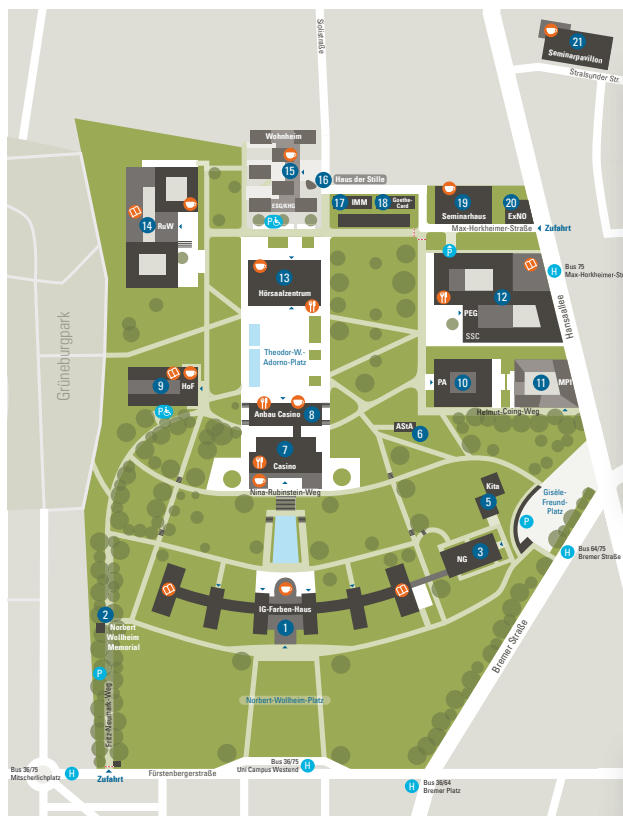 21
Seminarpavillon
Stralsunder Str.
Solistraße
Wohnheim
15
16
Haus der Stille
ESG/KHG
P
17
IMM
18
Goethe-
Card
19
Seminarhaus
20
ExNO
Max-Horkheimer-Straße
Zufahrt
14
RuW
P
H
Bus 75
Max-Horkheimer-Str
Hansaallee
13
Hörsaalzentrum
12
PEG
SSC
Grüneburgpark
Theodor-W.-
Adorno-Platz
9
HoF
P
PA
10
11
MPI
Helmut-Coing-Weg
Anbau Casino
8
AStA
6
7
Casino
Nina-Rubinstein-Weg
Kita
5
Gisèle-
Freund-
Platz
P
NG
3
H
Bus 64/75
Bremer Straße
IG-Farben-Haus
1
2
Norbert
Wollheim
Memorial
P
Fritz-Neumark-Weg
Bremer Straße
Norbert-Wollheim-Platz
Bus 36/75
Mitscherlichplatz
H
Zufahrt
Fürstenbergerstraße
Bus 36/75
Uni Campus Westend
H
H
Bus 36/64
Bremer Platz